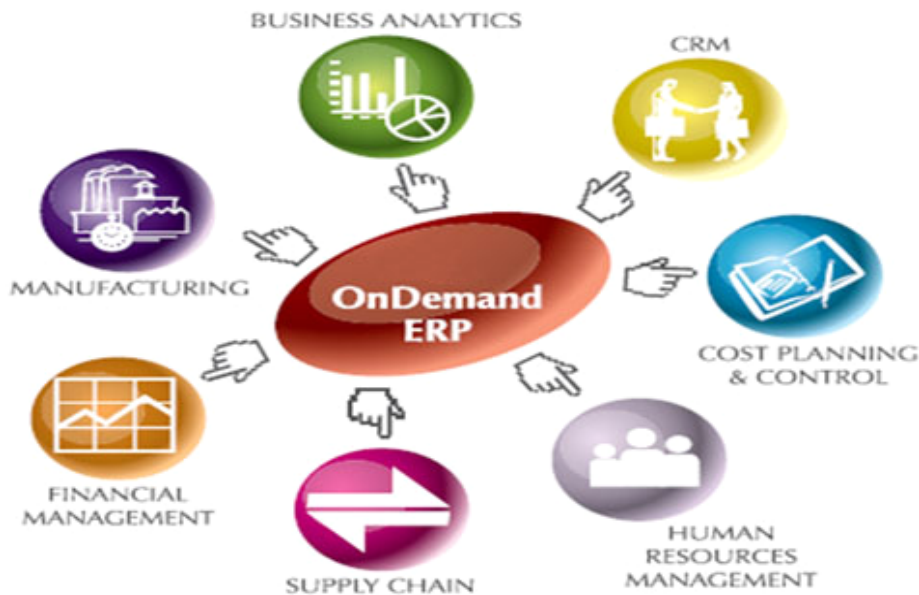 BUSINESS ANALYTICS
CRM
MANUFACTURING
OnDemand
ERP
COST PLANNING
& CONTROL
FINANCIAL
MANAGEMENT
HUMAN
RESOURCES
MANAGEMENT
SUPPLY CHAIN